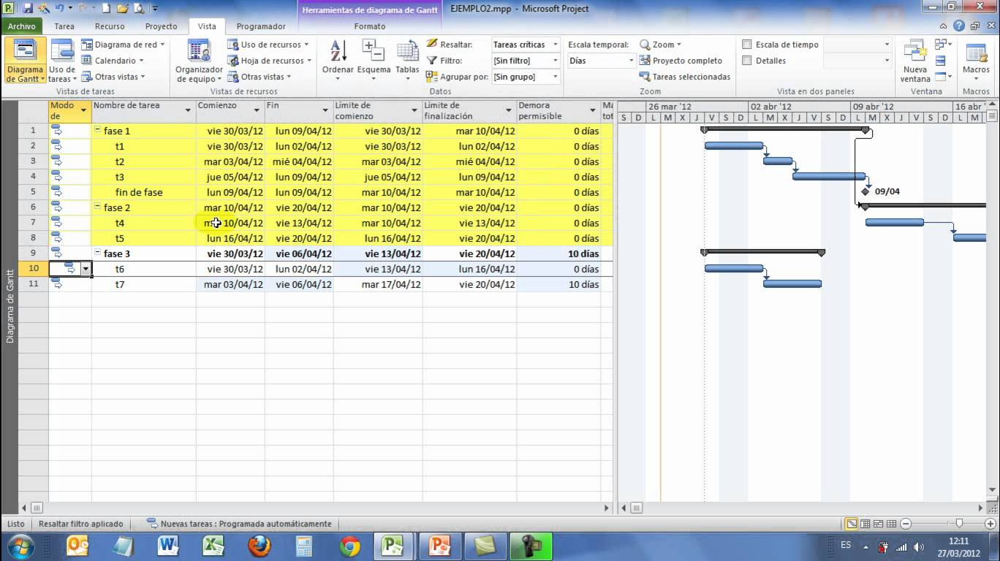 Herramientas de diagrama de Gantt EJEMPLO2.mpp - Microsoft Project
Archivo Tarea Recurso Proyecto Vista Programador Formato
Diagrama de Gantt
Uso de tareas
Diagrama de red
Calendario
Otras vistas
Vistas de tareas
Organizador de equipo
Uso de recursos
Hoja de recursos
Otras vistas
Vistas de recursos
Ordenar Esquema Tablas
Resaltar: Tareas críticas
Filtro: [Sin filtro]
Agrupar por: [Sin grupo]
Datos
Escala temporal:
Días
Zoom
Proyecto completo
Tareas seleccionadas
Zoom
Escala de tiempo
Detalles
Vista en dos paneles
Nueva ventana
Ventana
Macros
Macros
Modo de Nombre de tarea Comienzo Fin Límite de comienzo Límite de finalización Demora permisible Ma tot
26 mar '12 02 abr '12 09 abr '12 16 abr '
S D L M X J V S D L M X J V S D L M X J V S D L M
1 fase 1 vie 30/03/12 lun 09/04/12 vie 30/03/12 mar 10/04/12 0 días
2 t1 vie 30/03/12 lun 02/04/12 vie 30/03/12 lun 02/04/12 0 días
3 t2 mar 03/04/12 mié 04/04/12 mar 03/04/12 mié 04/04/12 0 días
4 t3 jue 05/04/12 lun 09/04/12 jue 05/04/12 lun 09/04/12 0 días
5 fin de fase lun 09/04/12 lun 09/04/12 mar 10/04/12 mar 10/04/12 0 días
09/04
6 fase 2 mar 10/04/12 vie 20/04/12 mar 10/04/12 vie 20/04/12 0 días
7 t4 mar 10/04/12 vie 13/04/12 mar 10/04/12 vie 13/04/12 0 días
8 t5 lun 16/04/12 vie 20/04/12 lun 16/04/12 vie 20/04/12 0 días
9 fase 3 vie 30/03/12 vie 06/04/12 vie 13/04/12 vie 20/04/12 10 días
10 t6 vie 30/03/12 lun 02/04/12 vie 13/04/12 lun 16/04/12 0 días
11 t7 mar 03/04/12 vie 06/04/12 mar 17/04/12 vie 20/04/12 10 días
Diagrama de Gantt
Listo Resaltar filtro aplicado Nuevas tareas : Programada automáticamente
ES 12:11
27/03/2012